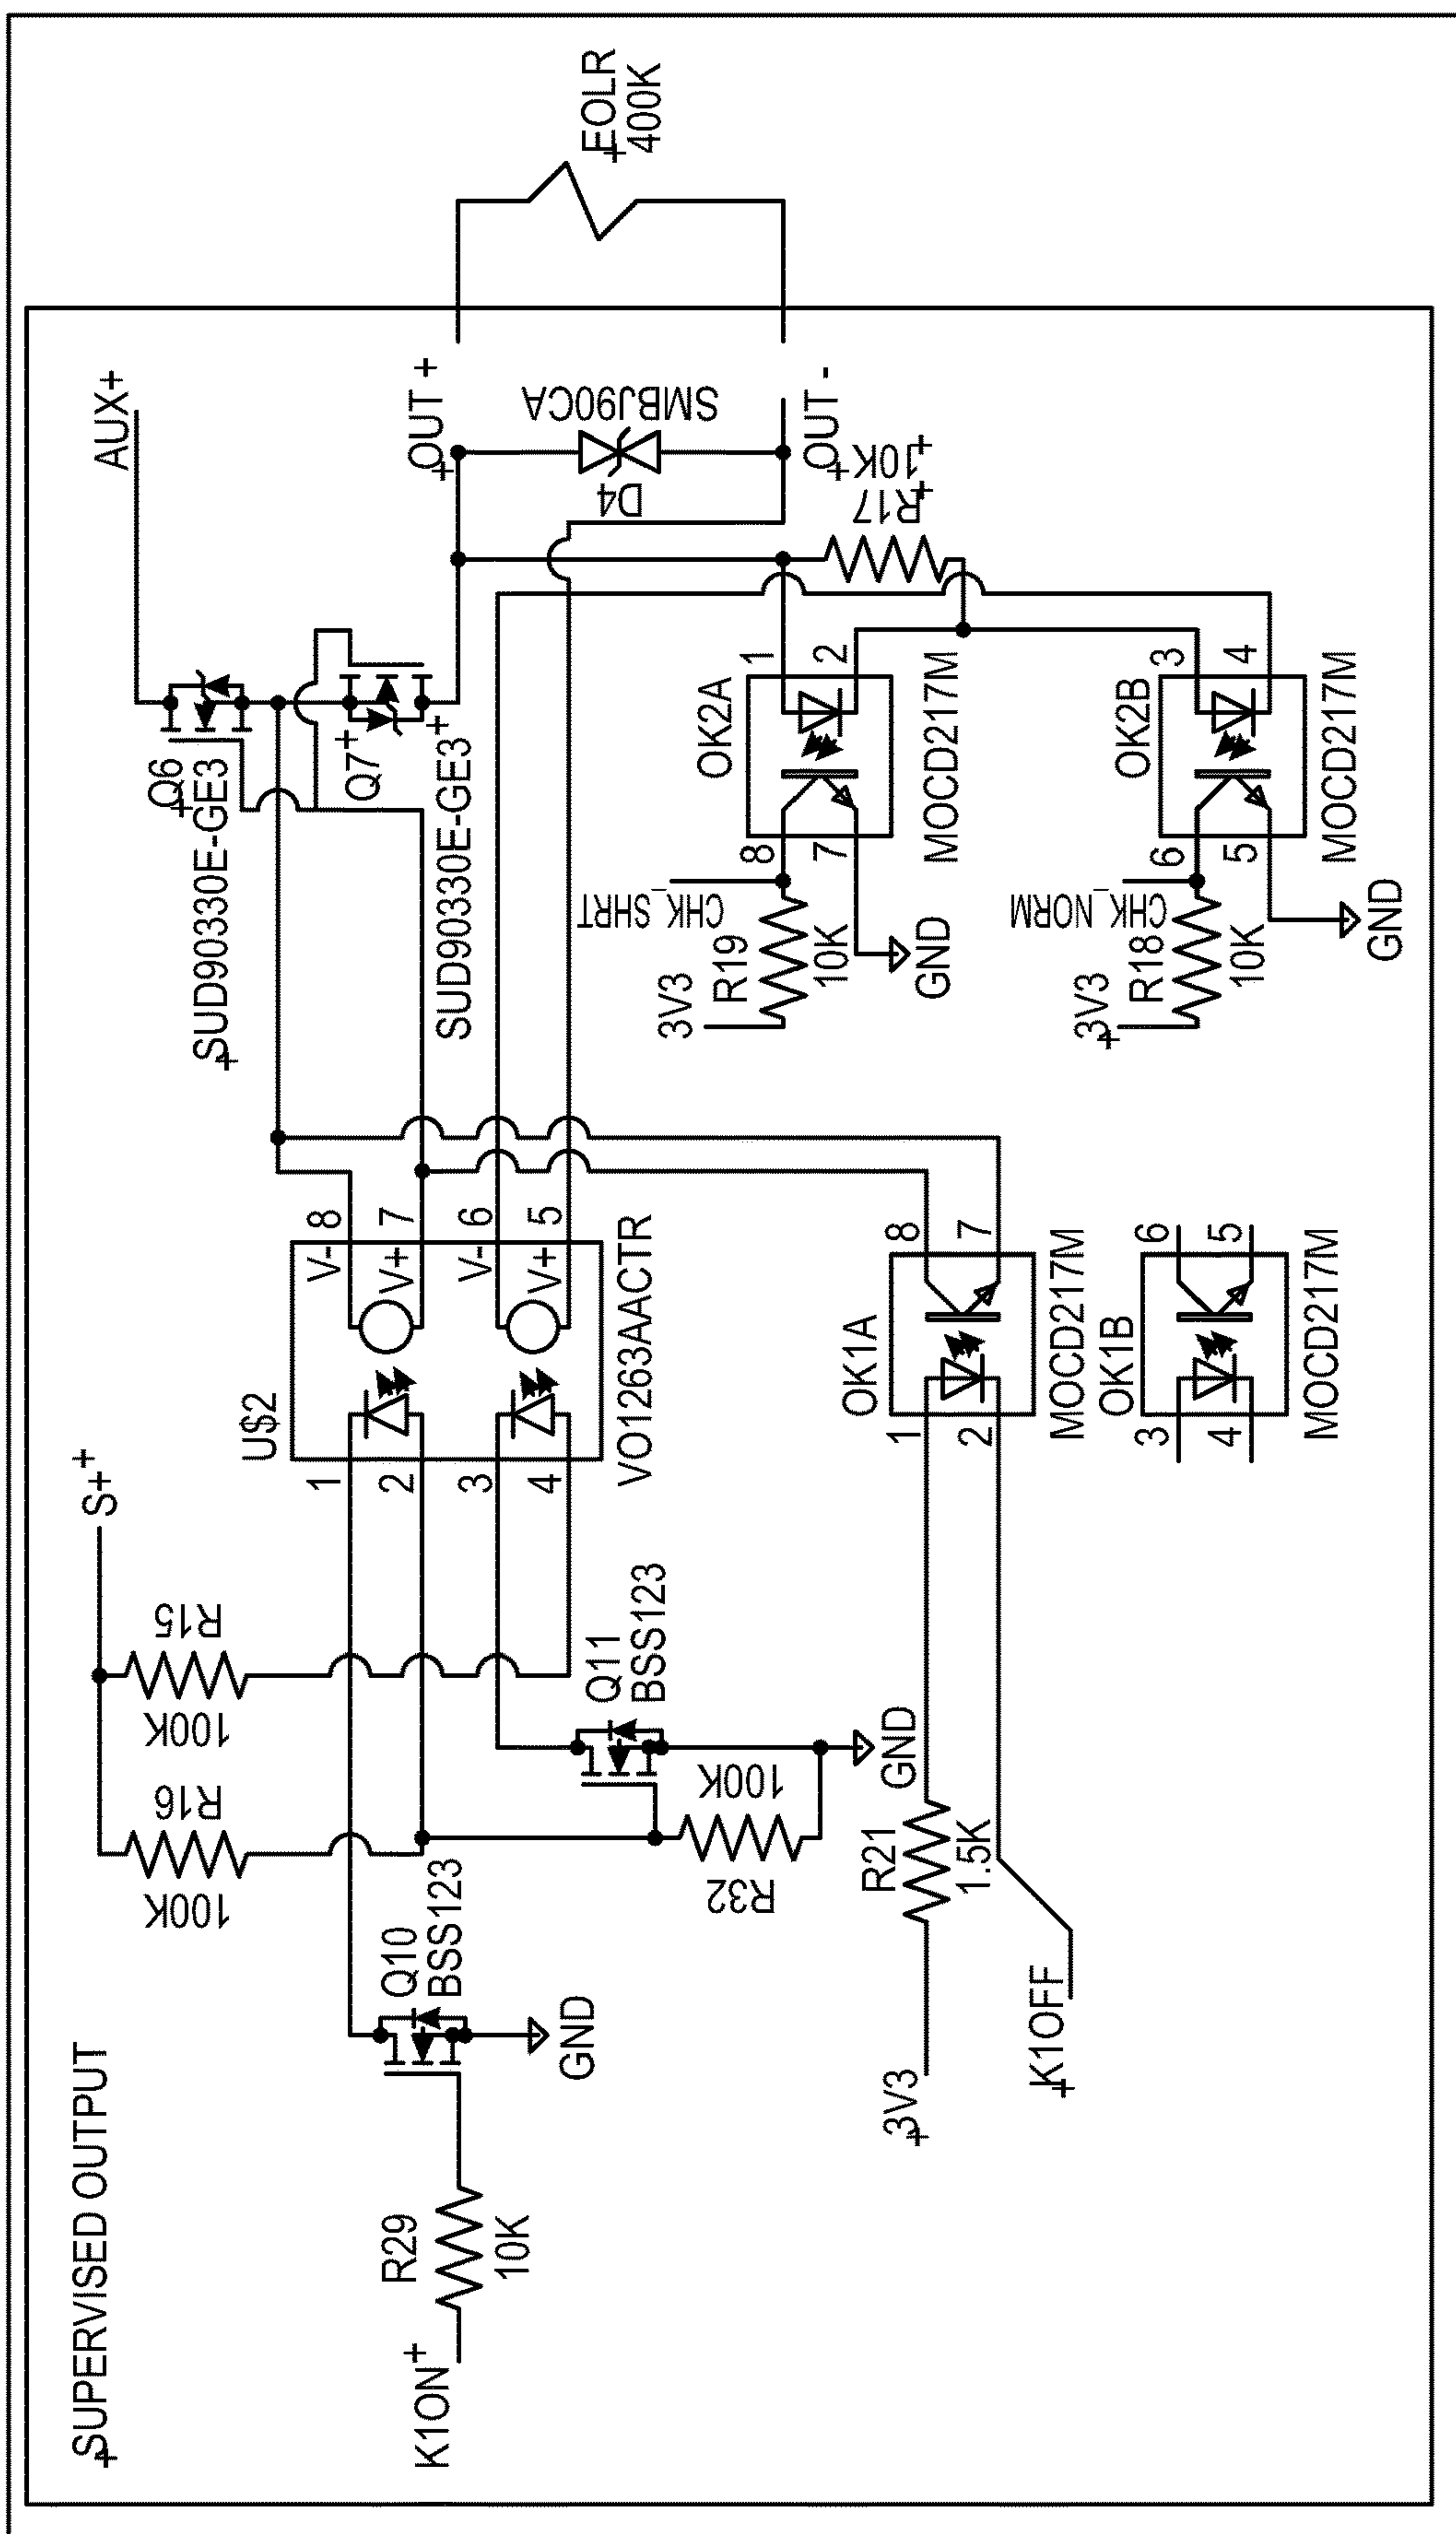 SUPERVISED OUTPUT
K1ON
R29
10K
Q10
BSS123
GND
100K
R16
100K
R15
S+
R32
100K
Q11
BSS123
GND
U$2
1
2
3
4
V-
V+
V-
V+
8
7
6
5
VO1263AACTR
3V3
R21
1.5K
K1OFF
OK1A
1
2
8
7
MOCD217M
OK1B
3
4
6
5
MOCD217M
AUX+
Q6
SUD90330E-GE3
Q7
SUD90330E-GE3
OUT +
D4
SMBJ90CA
OUT -
R17
10K
EOLR
400K
3V3
R19
10K
CHK_SHRT
GND
OK2A
8
7
1
2
MOCD217M
3V3
R18
10K
CHK_NORM
GND
OK2B
6
5
3
4
MOCD217M